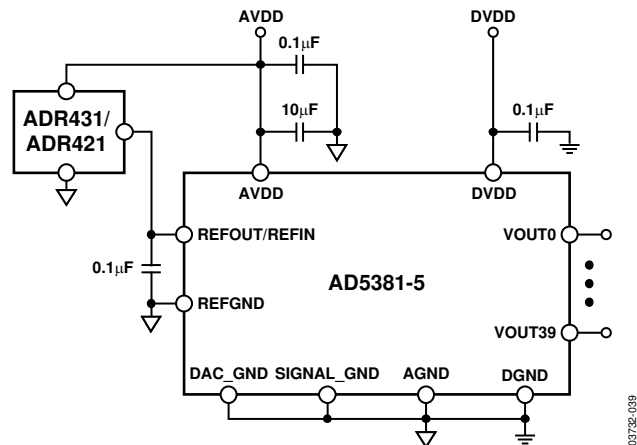 AVDD
DVDD
0.1μF
ADR431/
ADR421
10μF
0.1μF
AVDD
DVDD
REFOUT/REFIN
VOUT0
0.1μF
AD5381-5
REFGND
VOUT39
DAC_GND
SIGNAL_GND
AGND
DGND
03732-039